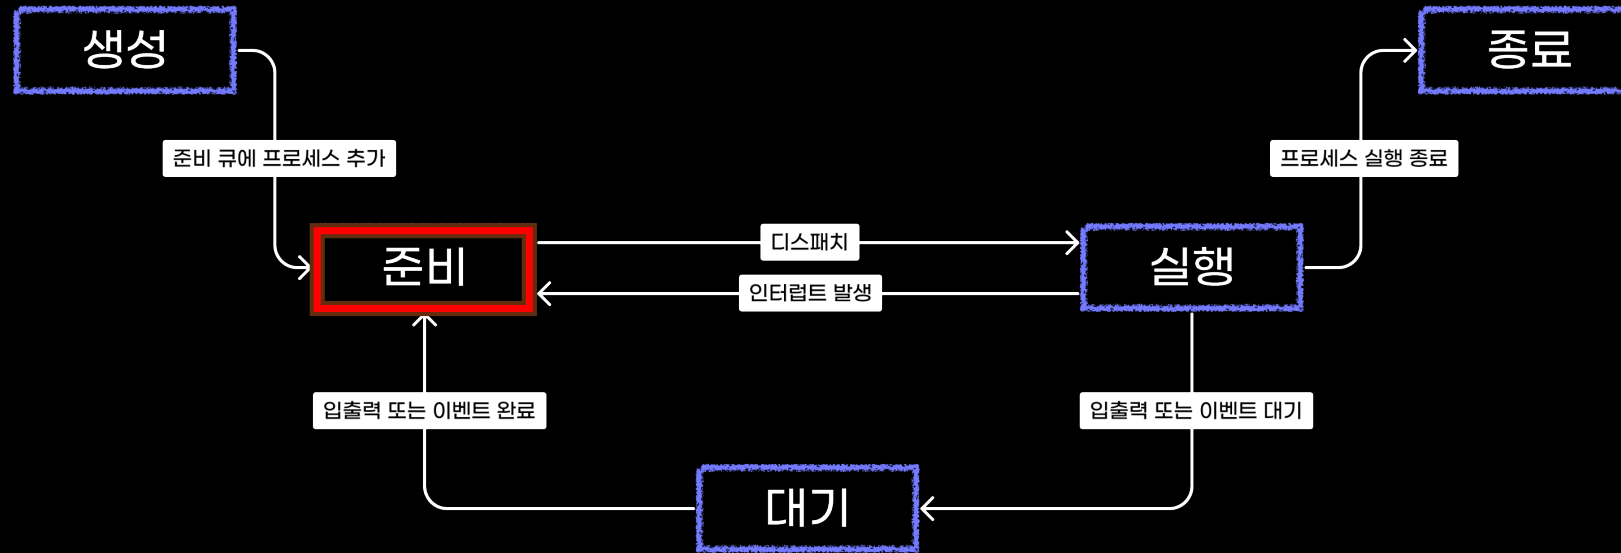 생성
종료
준비 큐에 프로세스 추가
프로세스 실행 종료
준비
디스패치
실행
인터럽트 발생
입출력 또는 이벤트 완료
입출력 또는 이벤트 대기
대기